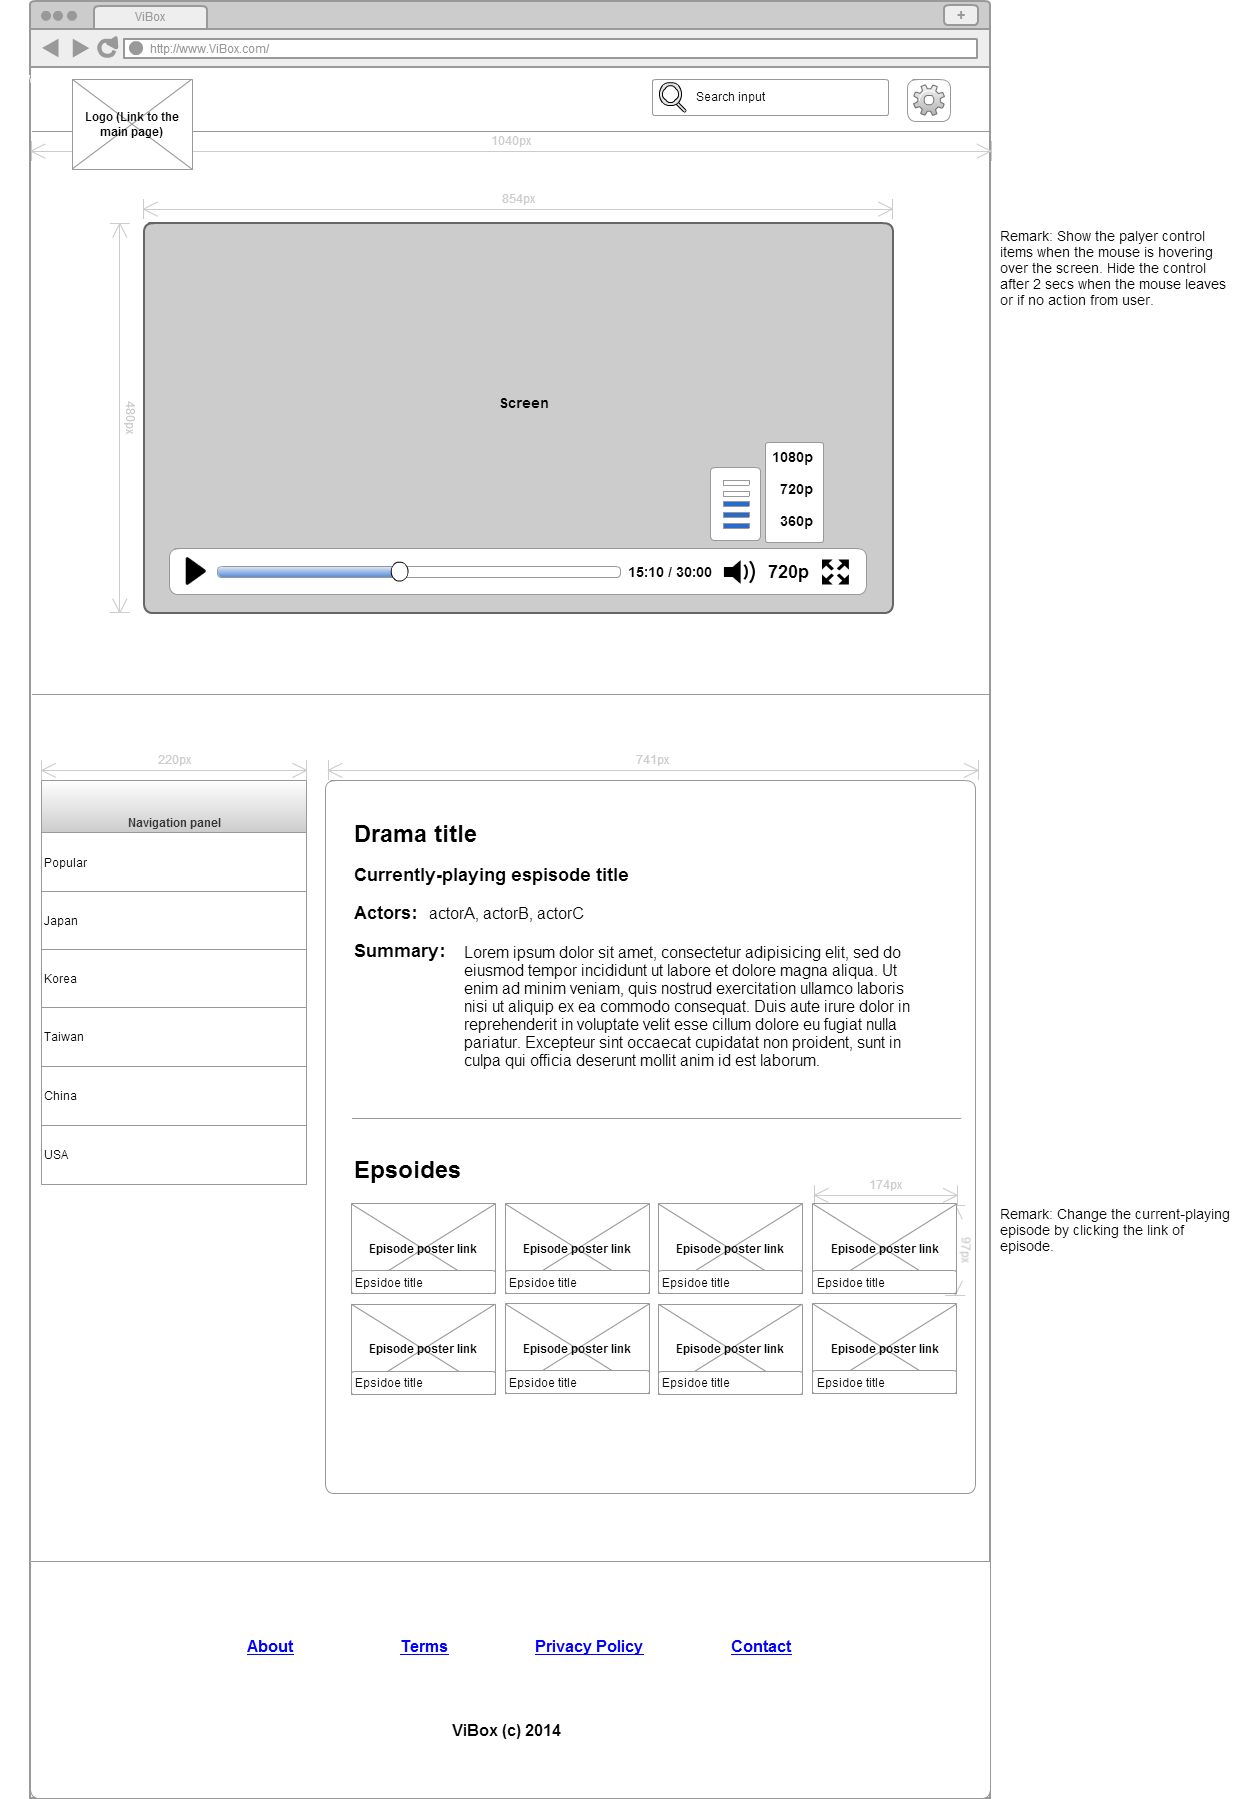 ViBox
+
http://www.ViBox.com/
Logo (Link to the
main page)
Search input
1040px
854px
480px
Remark: Show the palyer control
items when the mouse is hovering
over the screen. Hide the control
after 2 secs when the mouse leaves
or if no action from user.
Screen
1080p
720p
360p
15:10 / 30:00
720p
220px
741px
Navigation panel
Popular
Japan
Korea
Taiwan
China
USA
Drama title
Currently-playing espisode title
Actors: actorA, actorB, actorC
Summary: Lorem ipsum dolor sit amet, consectetur adipisicing elit, sed do
eiusmod tempor incididunt ut labore et dolore magna aliqua. Ut
enim ad minim veniam, quis nostrud exercitation ullamco laboris
nisi ut aliquip ex ea commodo consequat. Duis aute irure dolor in
reprehenderit in voluptate velit esse cillum dolore eu fugiat nulla
pariatur. Excepteur sint occaecat cupidatat non proident, sunt in
culpa qui officia deserunt mollit anim id est laborum.
Epsoides
174px
97px
Remark: Change the current-playing
episode by clicking the link of
episode.
Episode poster link Episode poster link Episode poster link Episode poster link
Epsidoe title Epsidoe title Epsidoe title Epsidoe title
Episode poster link Episode poster link Episode poster link Episode poster link
Epsidoe title Epsidoe title Epsidoe title Epsidoe title
About Terms Privacy Policy Contact
ViBox (c) 2014